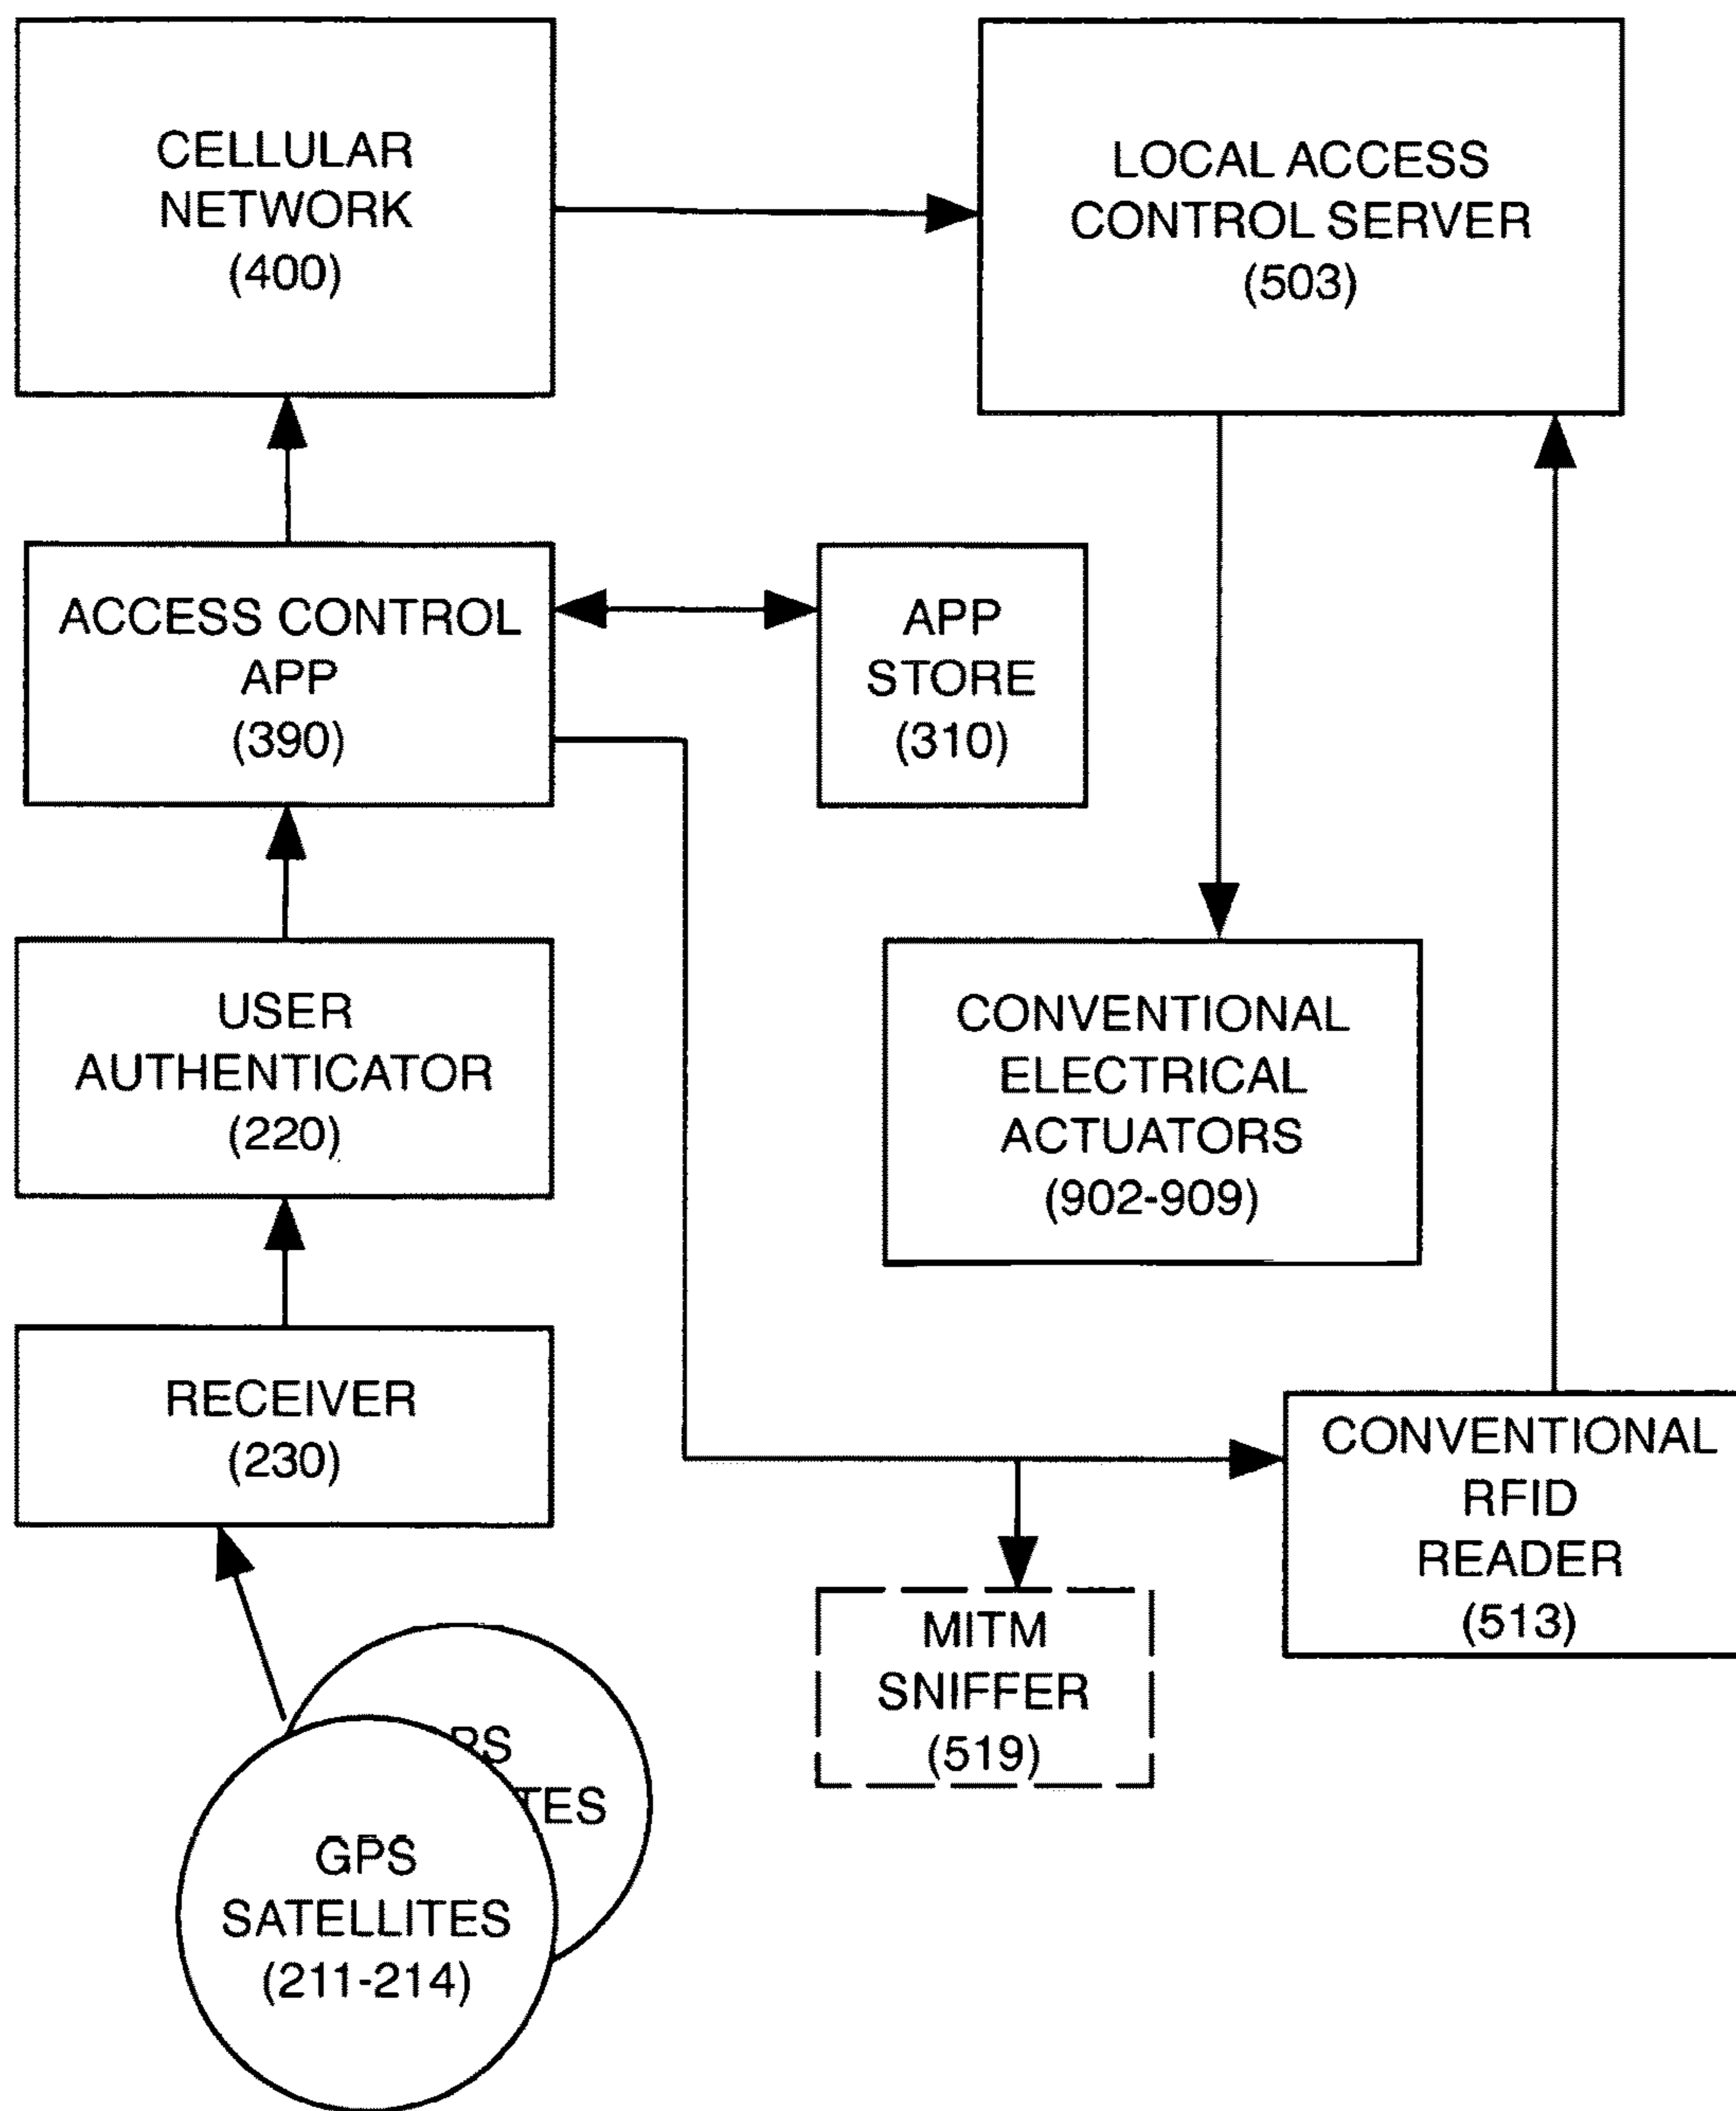 CELLULAR
NETWORK
(400)
LOCAL ACCESS
CONTROL SERVER
(503)
ACCESS CONTROL
APP
(390)
APP
STORE
(310)
USER
AUTHENTICATOR
(220)
CONVENTIONAL
ELECTRICAL
ACTUATORS
(902-909)
RECEIVER
(230)
CONVENTIONAL
RFID
READER
(513)
MITM
SNIFFER
(519)
GPS
SATELLITES
(211-214)